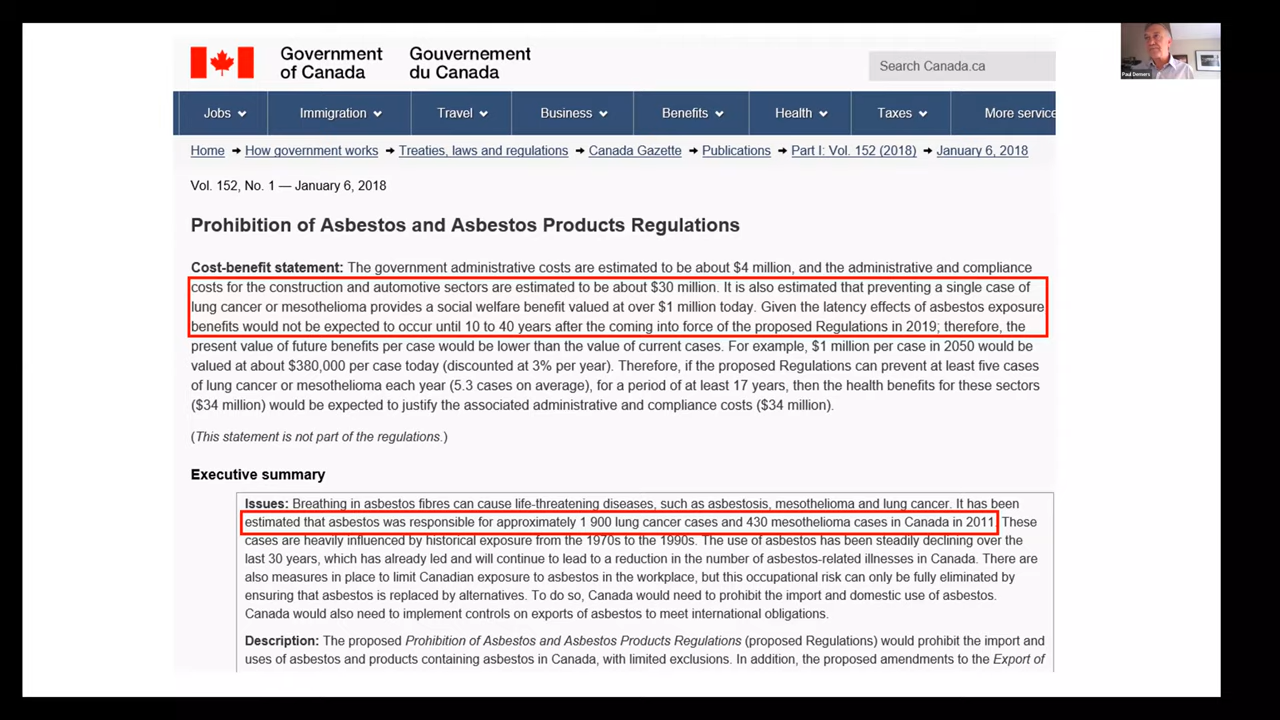 Government of Canada
Gouvernement du Canada
Search Canada.ca
Paul Demers
Jobs Immigration Travel Business Benefits Health Taxes More service
Home → How government works → Treaties, laws and regulations → Canada Gazette → Publications → Part I: Vol. 152 (2018) → January 6, 2018
Vol. 152, No. 1 — January 6, 2018
Prohibition of Asbestos and Asbestos Products Regulations
Cost-benefit statement: The government administrative costs are estimated to be about $4 million, and the administrative and compliance
costs for the construction and automotive sectors are estimated to be about $30 million. It is also estimated that preventing a single case of
lung cancer or mesothelioma provides a social welfare benefit valued at over $1 million today. Given the latency effects of asbestos exposure
benefits would not be expected to occur until 10 to 40 years after the coming into force of the proposed Regulations in 2019; therefore, the
present value of future benefits per case would be lower than the value of current cases. For example, $1 million per case in 2050 would be
valued at about $380,000 per case today (discounted at 3% per year). Therefore, if the proposed Regulations can prevent at least five cases
of lung cancer or mesothelioma each year (5.3 cases on average), for a period of at least 17 years, then the health benefits for these sectors
($34 million) would be expected to justify the associated administrative and compliance costs ($34 million).
(This statement is not part of the regulations.)
Executive summary
Issues: Breathing in asbestos fibres can cause life-threatening diseases, such as asbestosis, mesothelioma and lung cancer. It has been
estimated that asbestos was responsible for approximately 1 900 lung cancer cases and 430 mesothelioma cases in Canada in 2011. These
cases are heavily influenced by historical exposure from the 1970s to the 1990s. The use of asbestos has been steadily declining over the
last 30 years, which has already led and will continue to lead to a reduction in the number of asbestos-related illnesses in Canada. There are
also measures in place to limit Canadian exposure to asbestos in the workplace, but this occupational risk can only be fully eliminated by
ensuring that asbestos is replaced by alternatives. To do so, Canada would need to prohibit the import and domestic use of asbestos.
Canada would also need to implement controls on exports of asbestos to meet international obligations.
Description: The proposed Prohibition of Asbestos and Asbestos Products Regulations (proposed Regulations) would prohibit the import and
uses of asbestos and products containing asbestos in Canada, with limited exclusions. In addition, the proposed amendments to the Export of